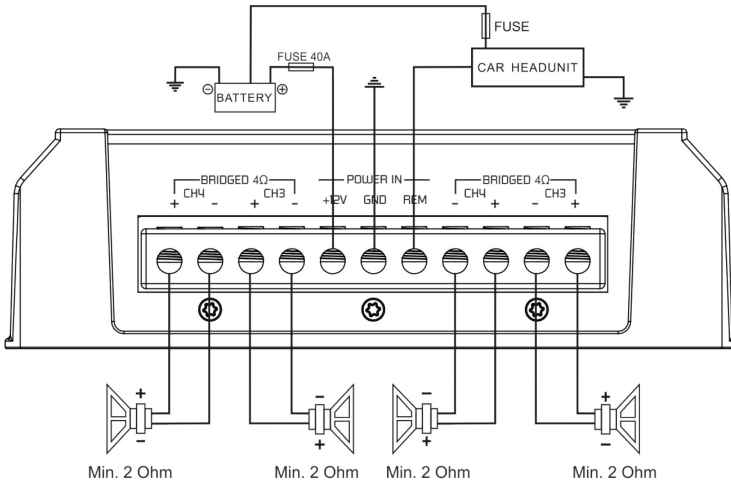 FUSE
FUSE 40A
CAR HEADUNIT
- BATTERY +
BRIDGED 4Ω POWER IN BRIDGED 4Ω
CH4 CH3 CH4 CH3
+ - + - +12V GND REM - + - +
+ - - +
- + + -
Min. 2 Ohm Min. 2 Ohm Min. 2 Ohm Min. 2 Ohm